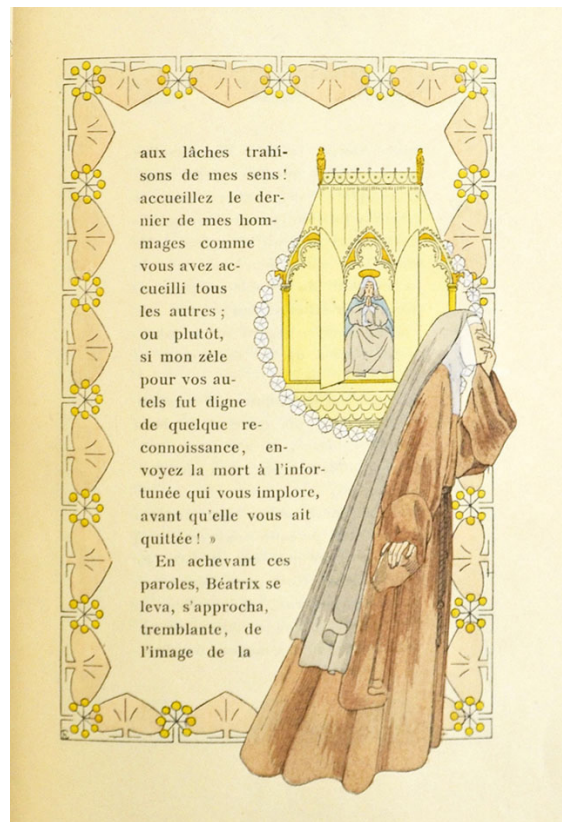 aux lâches trahi-
sons de mes sens !
accueillez le der-
nier de mes hom-
mages comme
vous avez ac-
cueilli tous
les autres ;
ou plutôt,
si mon zèle
pour vos au-
tels fut digne
de quelque re-
connoissance, en-
voyez la mort à l'infor-
tunée qui vous implore,
avant qu'elle vous ait
quittée ! »
En achevant ces
paroles, Béatrix se
leva, s'approcha,
tremblante, de
l'image de la